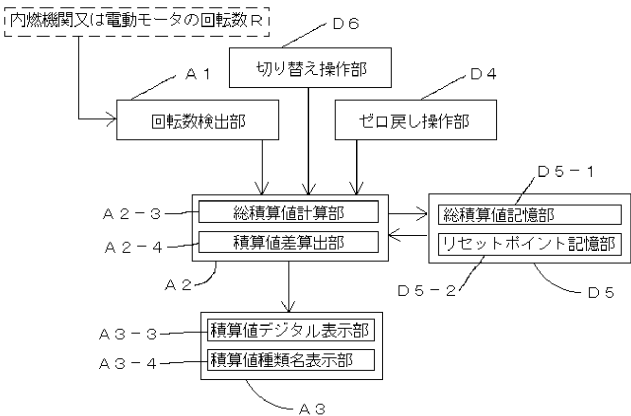 内燃機関又は電動モータの回転数R
D6
切り替え操作部
A1
D4
回転数検出部
ゼロ戻し操作部
D5-1
A2-3
総積算値計算部
総積算値記憶部
A2-4
積算値差算出部
リセットポイント記憶部
A2
D5-2
D5
A3-3
積算値デジタル表示部
A3-4
積算値種類名表示部
A3